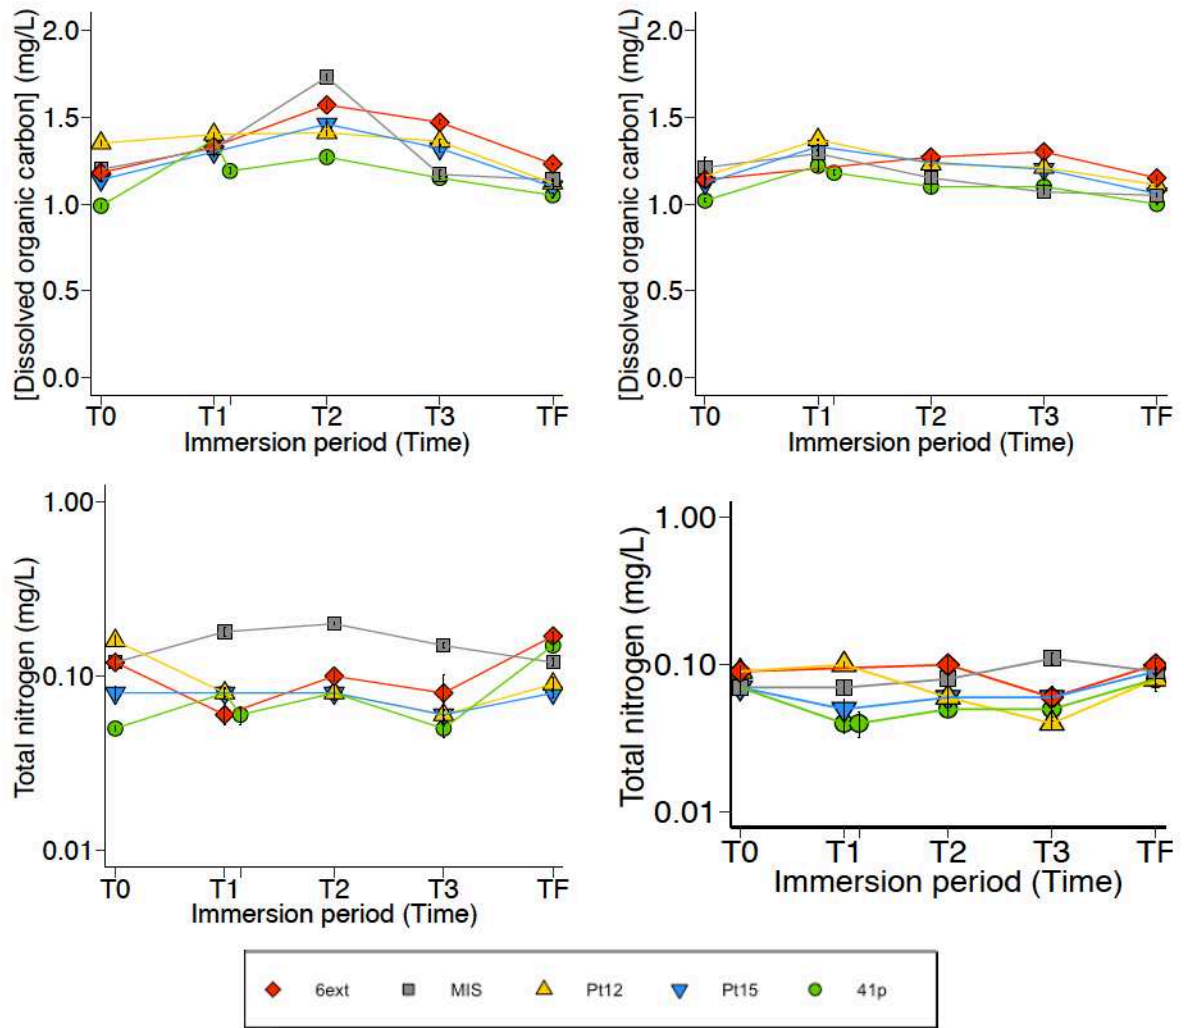 [Dissolved organic carbon] (mg/L)
2.0
1.5
1.0
0.5
0.0
T0 T1 T2 T3 TF
Immersion period (Time)
[Dissolved organic carbon] (mg/L)
2.0
1.5
1.0
0.5
0.0
T0 T1 T2 T3 TF
Immersion period (Time)
Total nitrogen (mg/L)
1.00
0.10
0.01
T0 T1 T2 T3 TF
Immersion period (Time)
Total nitrogen (mg/L)
1.00
0.10
0.01
T0 T1 T2 T3 TF
Immersion period (Time)
6ext MIS Pt12 Pt15 41p